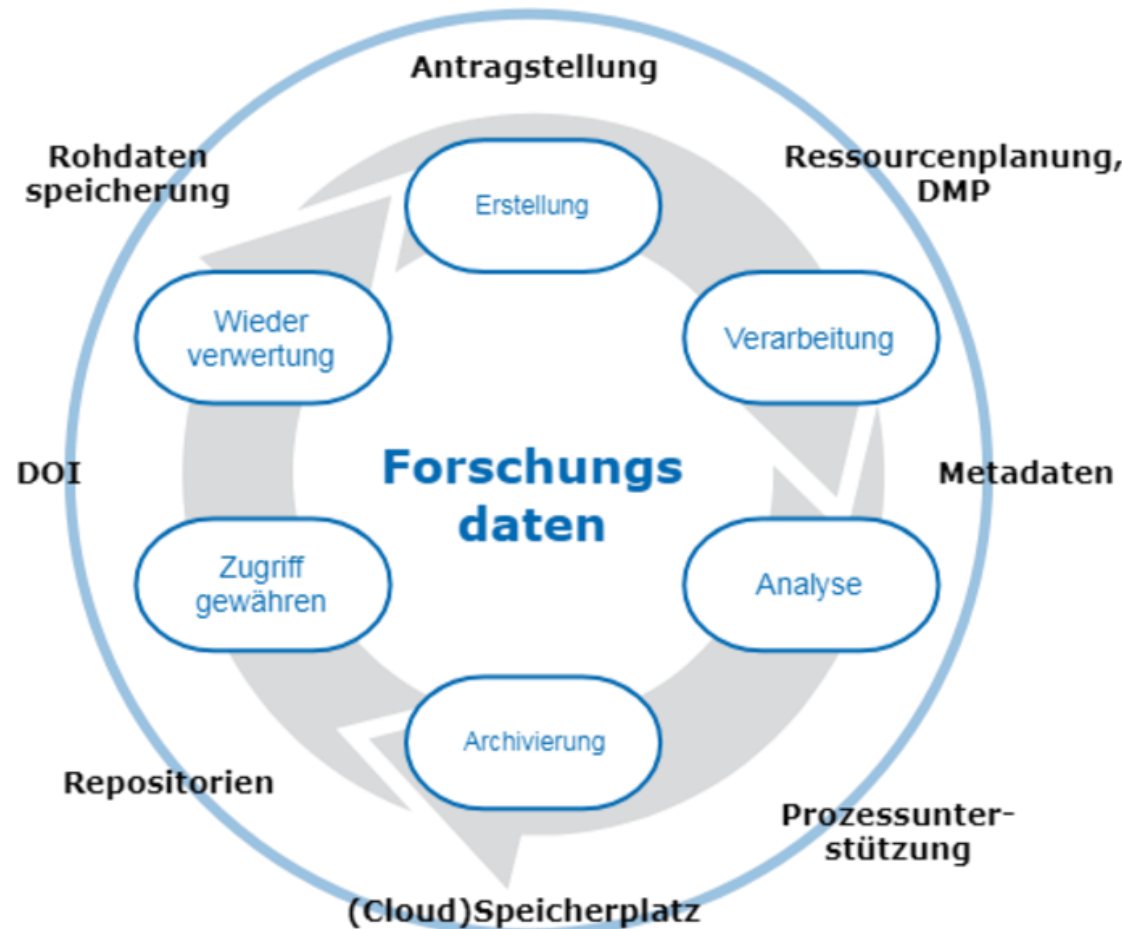 Antragstellung
Rohdaten
speicherung
Ressourcenplanung,
DMP
Erstellung
Wieder
verwertung
Verarbeitung
Forschungs
daten
DOI
Metadaten
Zugriff
gewähren
Analyse
Archivierung
Repositorien
Prozessunter-
stützung
(Cloud)Speicherplatz